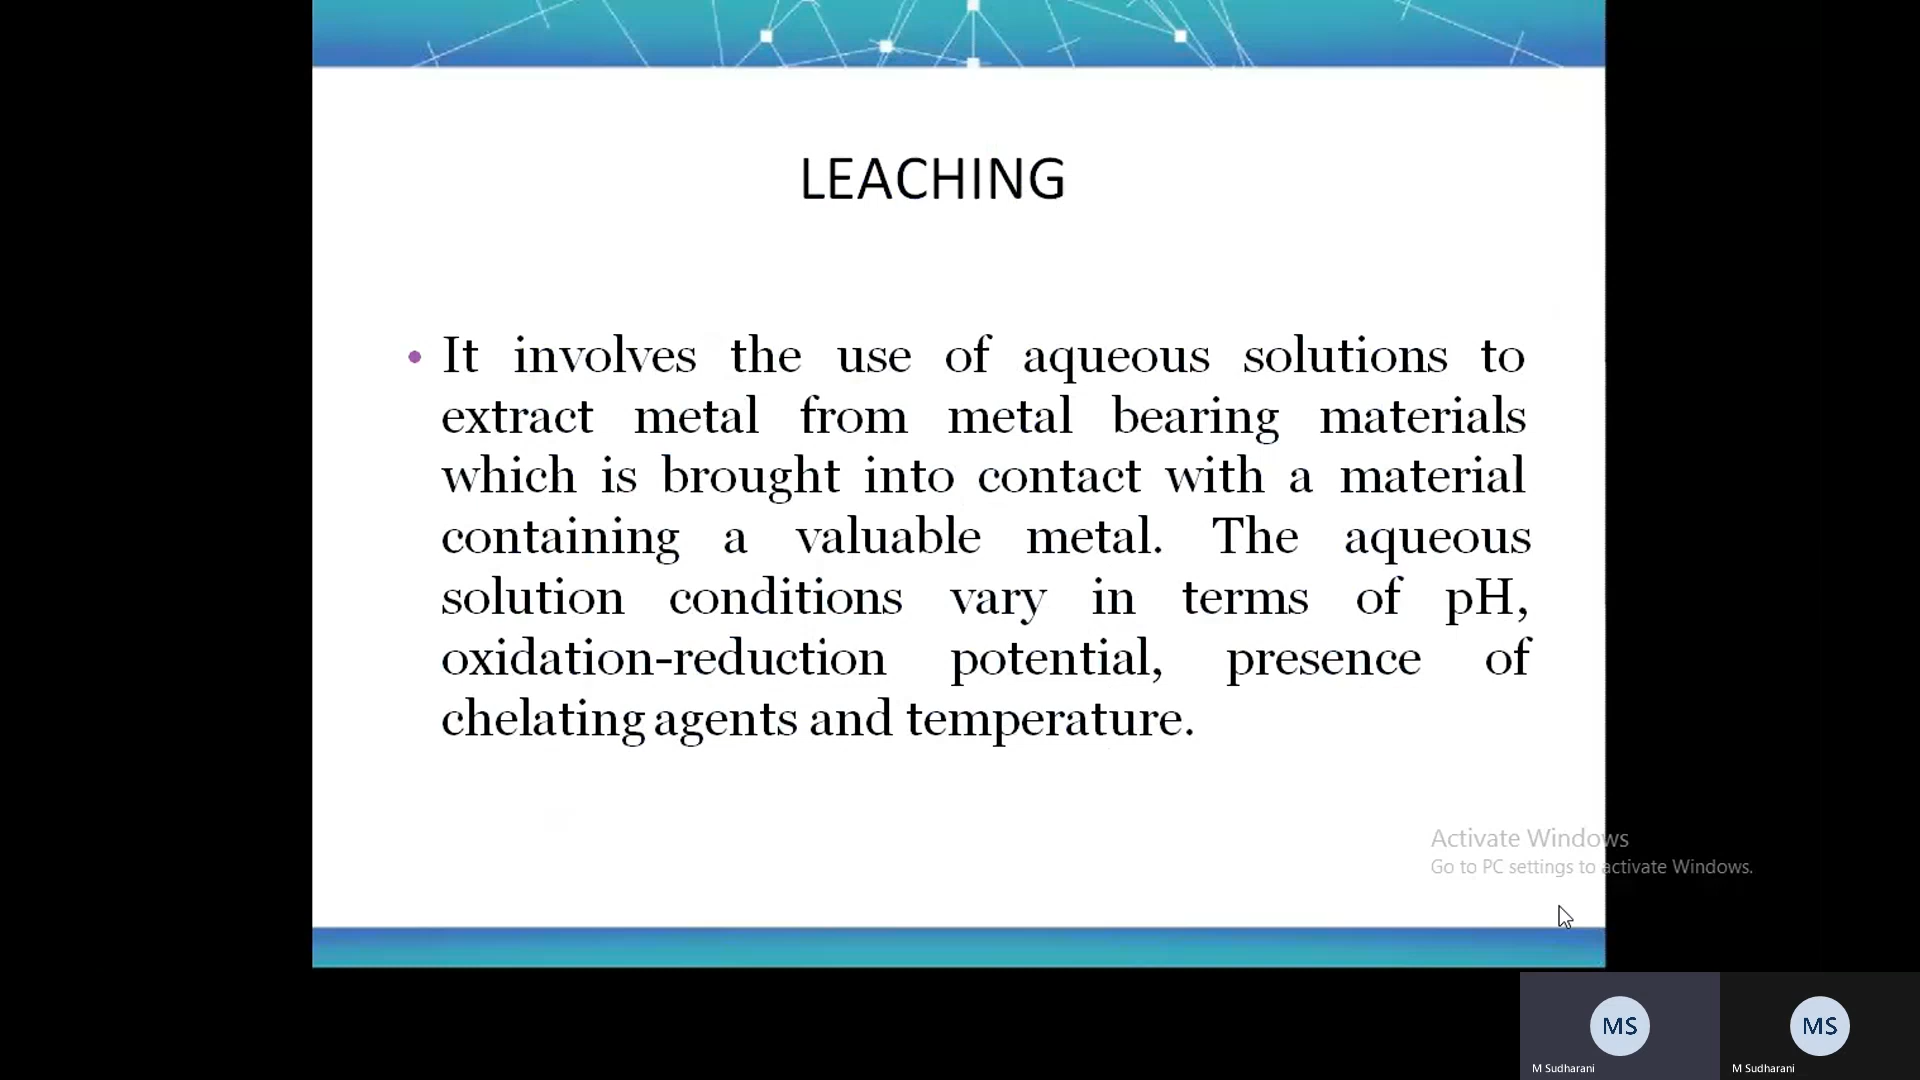 LEACHING
• It involves the use of aqueous solutions to
extract metal from metal bearing materials
which is brought into contact with a material
containing a valuable metal. The aqueous
solution conditions vary in terms of pH,
oxidation-reduction potential, presence of
chelating agents and temperature.
Activate Windows
Go to PC settings to activate Windows.
MS
M Sudharani
MS
M Sudharani